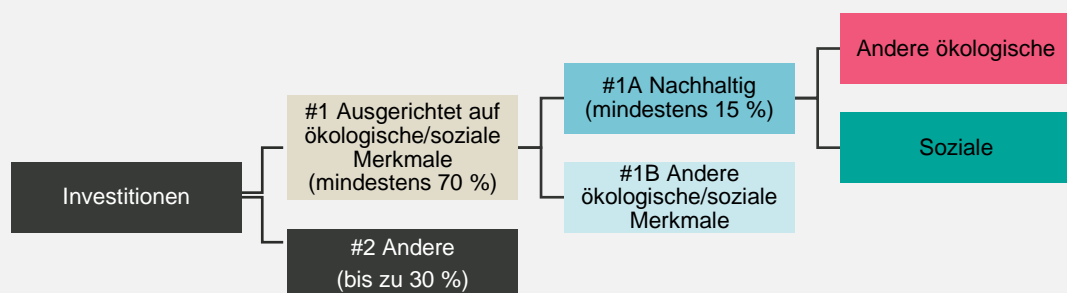 Investitionen
#1 Ausgerichtet auf
ökologische/soziale
Merkmale
(mindestens 70 %)
#2 Andere
(bis zu 30 %)
#1A Nachhaltig
(mindestens 15 %)
#1B Andere
ökologische/soziale
Merkmale
Andere ökologische
Soziale